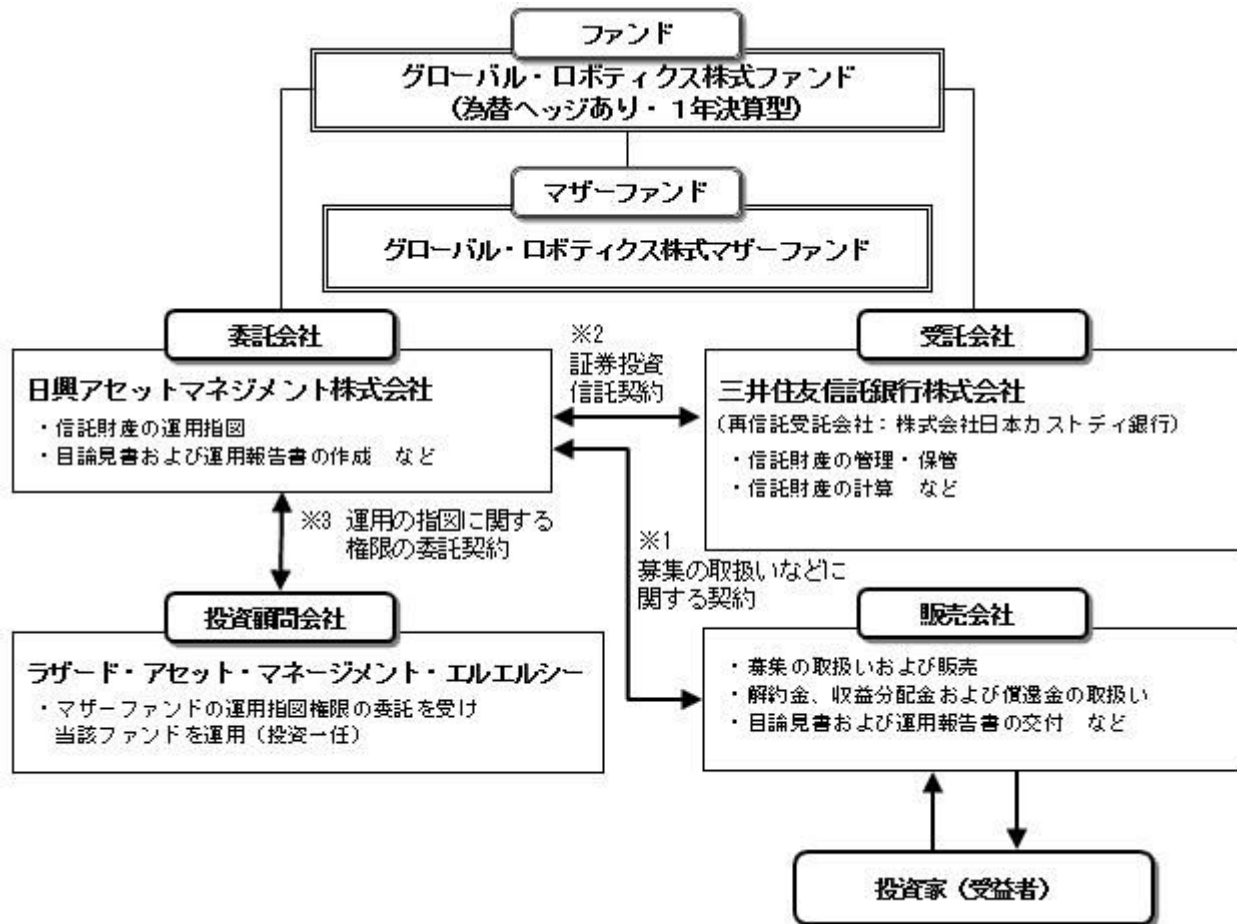 ファンド
グローバル・ロボティクス株式ファンド
(為替ヘッジあり・１年決算型)
マザーファンド
グローバル・ロボティクス株式マザーファンド
委託会社
日興アセットマネジメント株式会社
・信託財産の運用指図
・目論見書および運用報告書の作成　など
※2
証券投資
信託契約
受託会社
三井住友信託銀行株式会社
（再信託受託会社：株式会社日本カストディ銀行）
・信託財産の管理・保管
・信託財産の計算　など
※3 運用の指図に関する
権限の委託契約
※1
募集の取扱いなどに
関する契約
投資顧問会社
ラザード・アセット・マネージメント・エルエルシー
・マザーファンドの運用指図権限の委託を受け
当該ファンドを運用（投資一任）
販売会社
・募集の取扱いおよび販売
・解約金、収益分配金および償還金の取扱い
・目論見書および運用報告書の交付　など
投資家（受益者）